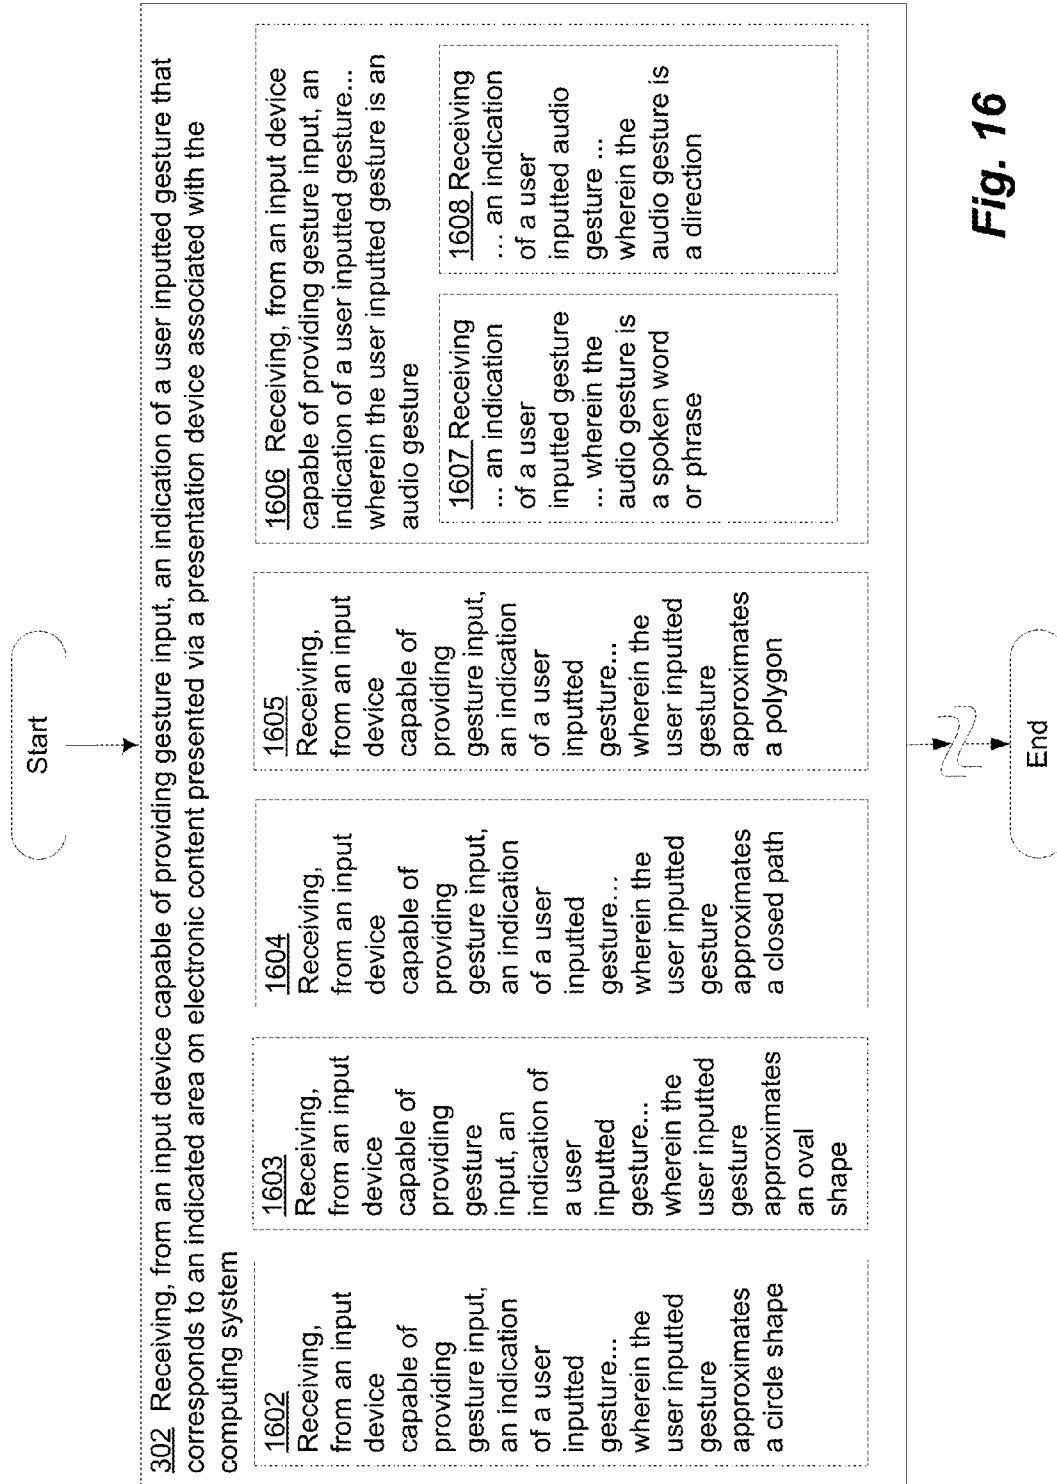 Start
302 Receiving, from an input device capable of providing gesture input, an indication of a user inputted gesture that
corresponds to an indicated area on electronic content presented via a presentation device associated with the
computing system
1602
Receiving,
from an input
device
capable of
providing
gesture input,
an indication
of a user
inputted
gesture...
wherein the
user inputted
gesture
approximates
a circle shape
1603
Receiving,
from an input
device
capable of
providing
gesture
input, an
indication of
a user
inputted
gesture...
wherein the
user inputted
gesture
approximates
an oval
shape
1604
Receiving,
from an input
device
capable of
providing
gesture input,
an indication
of a user
inputted
gesture...
wherein the
user inputted
gesture
approximates
a closed path
1605
Receiving,
from an input
device
capable of
providing
gesture input,
an indication
of a user
inputted
gesture...
wherein the
user inputted
gesture
approximates
a polygon
1606 Receiving, from an input device
capable of providing gesture input, an
indication of a user inputted gesture...
wherein the user inputted gesture is an
audio gesture
1607 Receiving
... an indication
of a user
inputted gesture
... wherein the
audio gesture is
a spoken word
or phrase
1608 Receiving
... an indication
of a user
inputted audio
gesture ...
wherein the
audio gesture is
a direction
End
Fig. 16